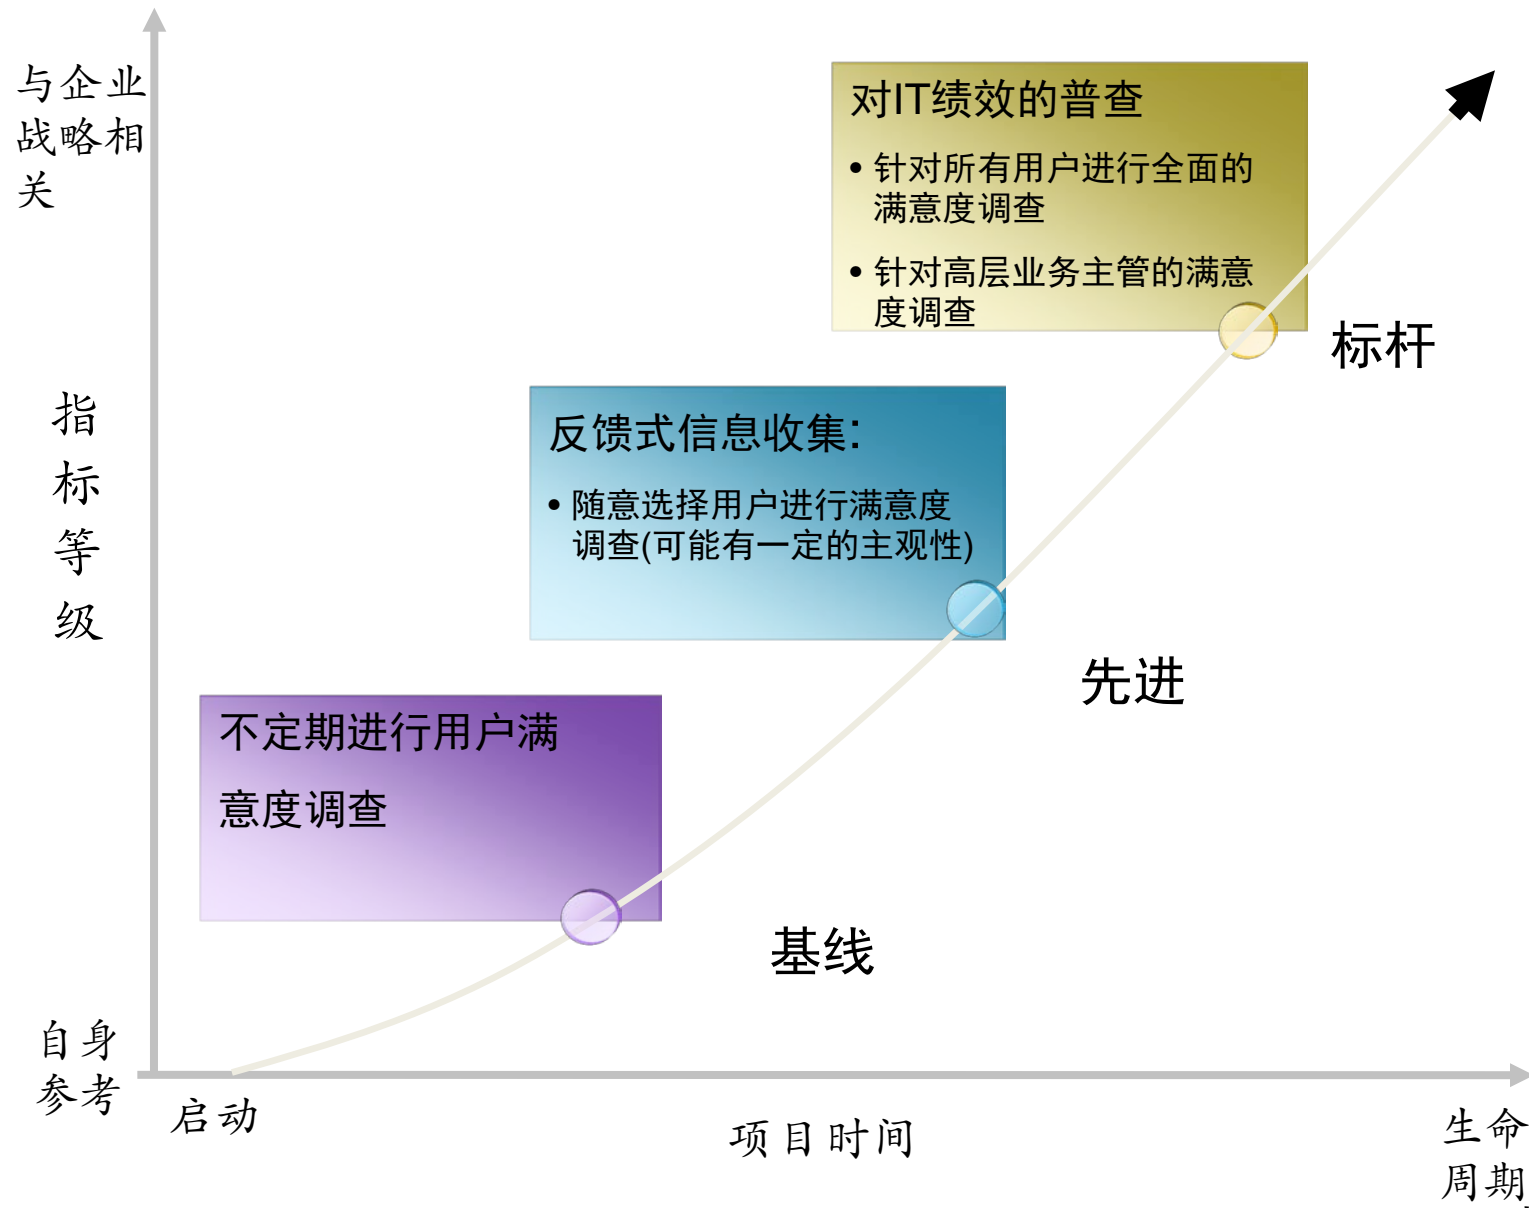 与企业
战略相
关
对IT绩效的普查
• 针对所有用户进行全面的
满意度调查
• 针对高层业务主管的满意
度调查
标杆
指
标
等
级
反馈式信息收集:
• 随意选择用户进行满意度
调查(可能有一定的主观性)
先进
不定期进行用户满
意度调查
基线
自身
参考
启动
项目时间
生命
周期